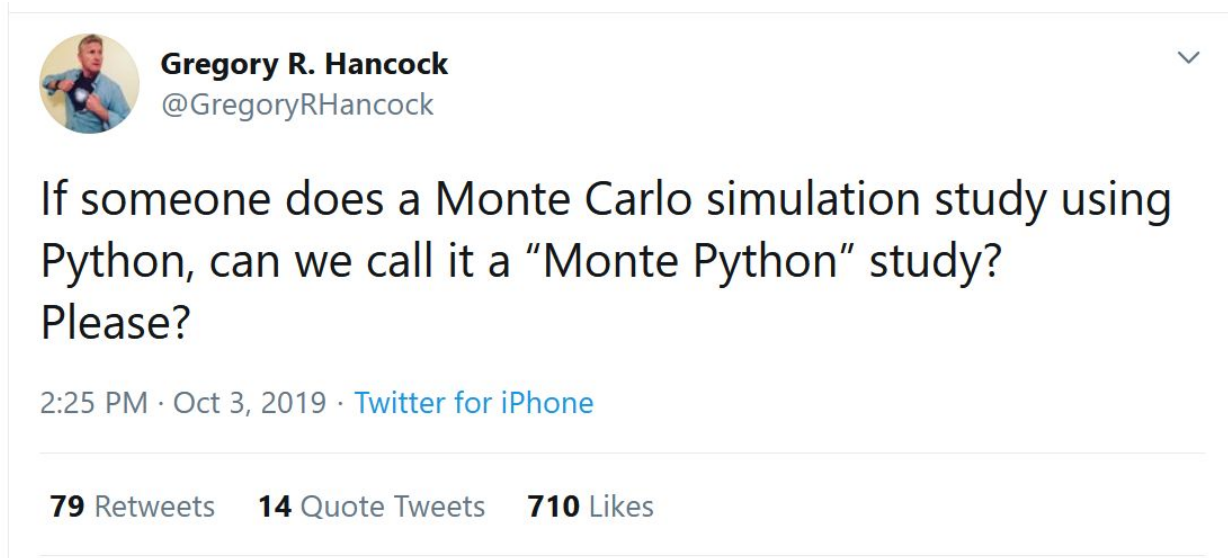 Gregory R. Hancock
@GregoryRHancock
If someone does a Monte Carlo simulation study using
Python, can we call it a “Monte Python” study?
Please?
2:25 PM · Oct 3, 2019 · Twitter for iPhone
79 Retweets 14 Quote Tweets 710 Likes